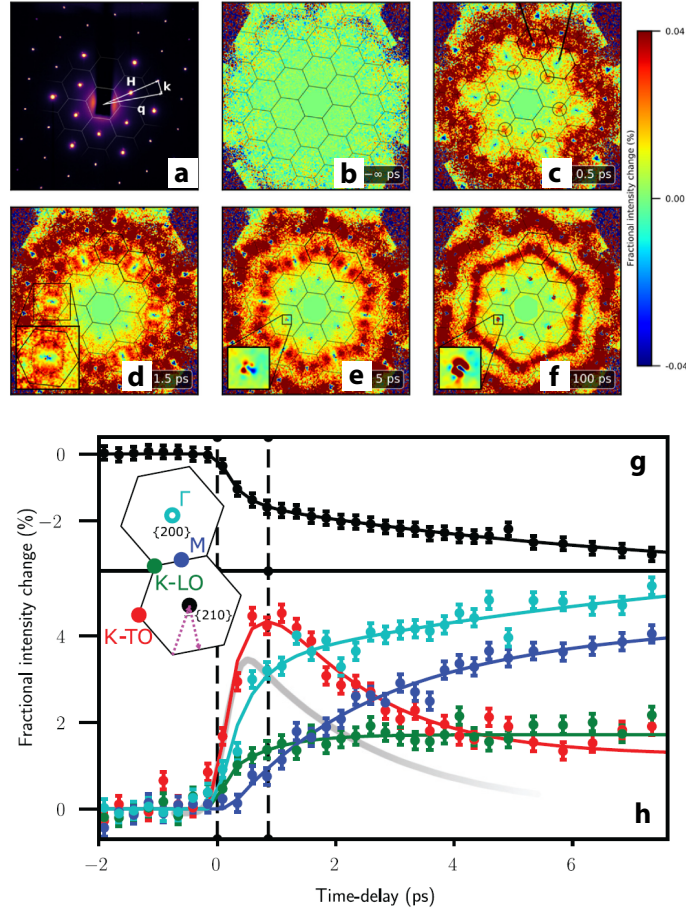 H
k
q
a
b
−∞ ps
c
0.5 ps
d
1.5 ps
e
5 ps
f
100 ps
0.04
0.00
-0.04
Fractional intensity change (%)
0
−2
g
Γ
{200}
M
K-LO
{210}
K-TO
4
2
0
h
Fractional intensity change (%)
−2
0
2
4
6
Time-delay (ps)